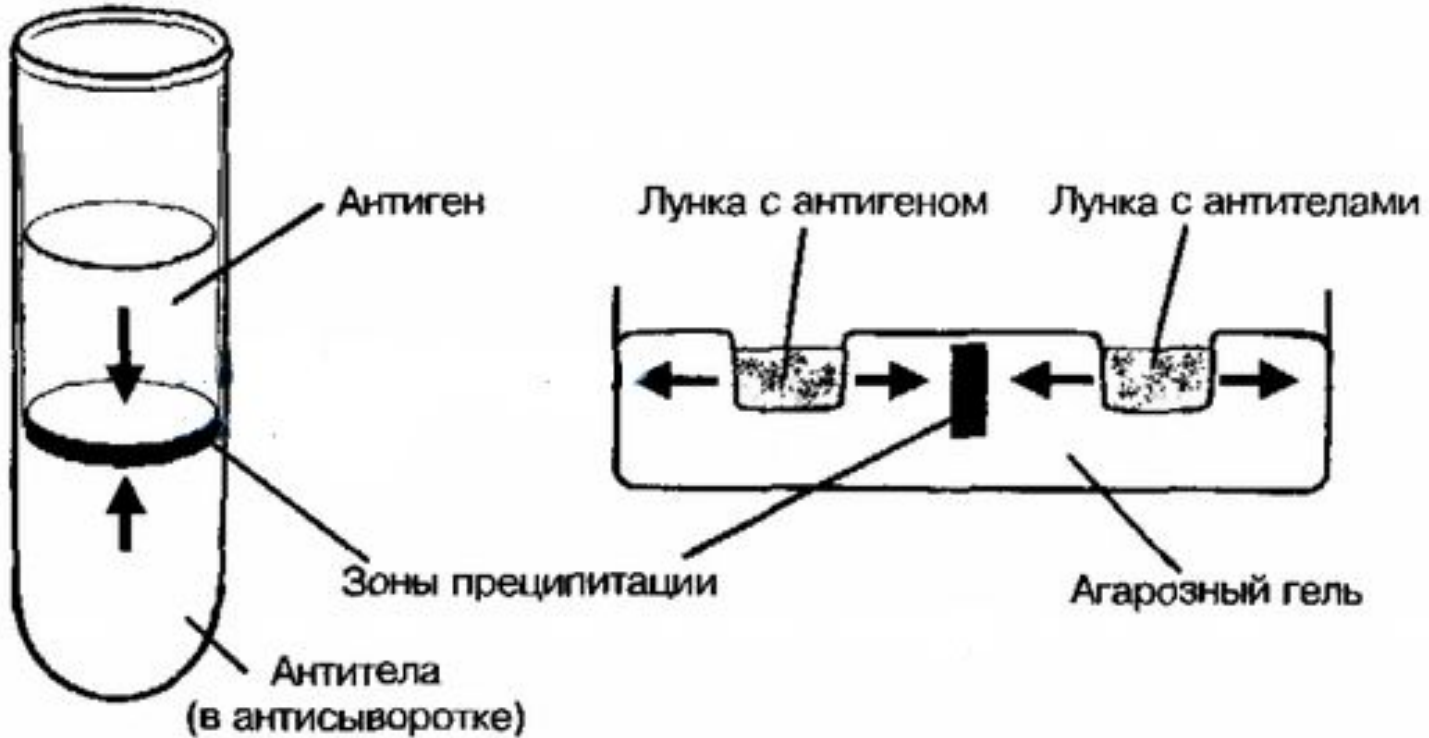 Антиген
Лунка с антигеном
Лунка с антителами
Зоны преципитации
Агарозный гель
Антитела
(в антисыворотке)